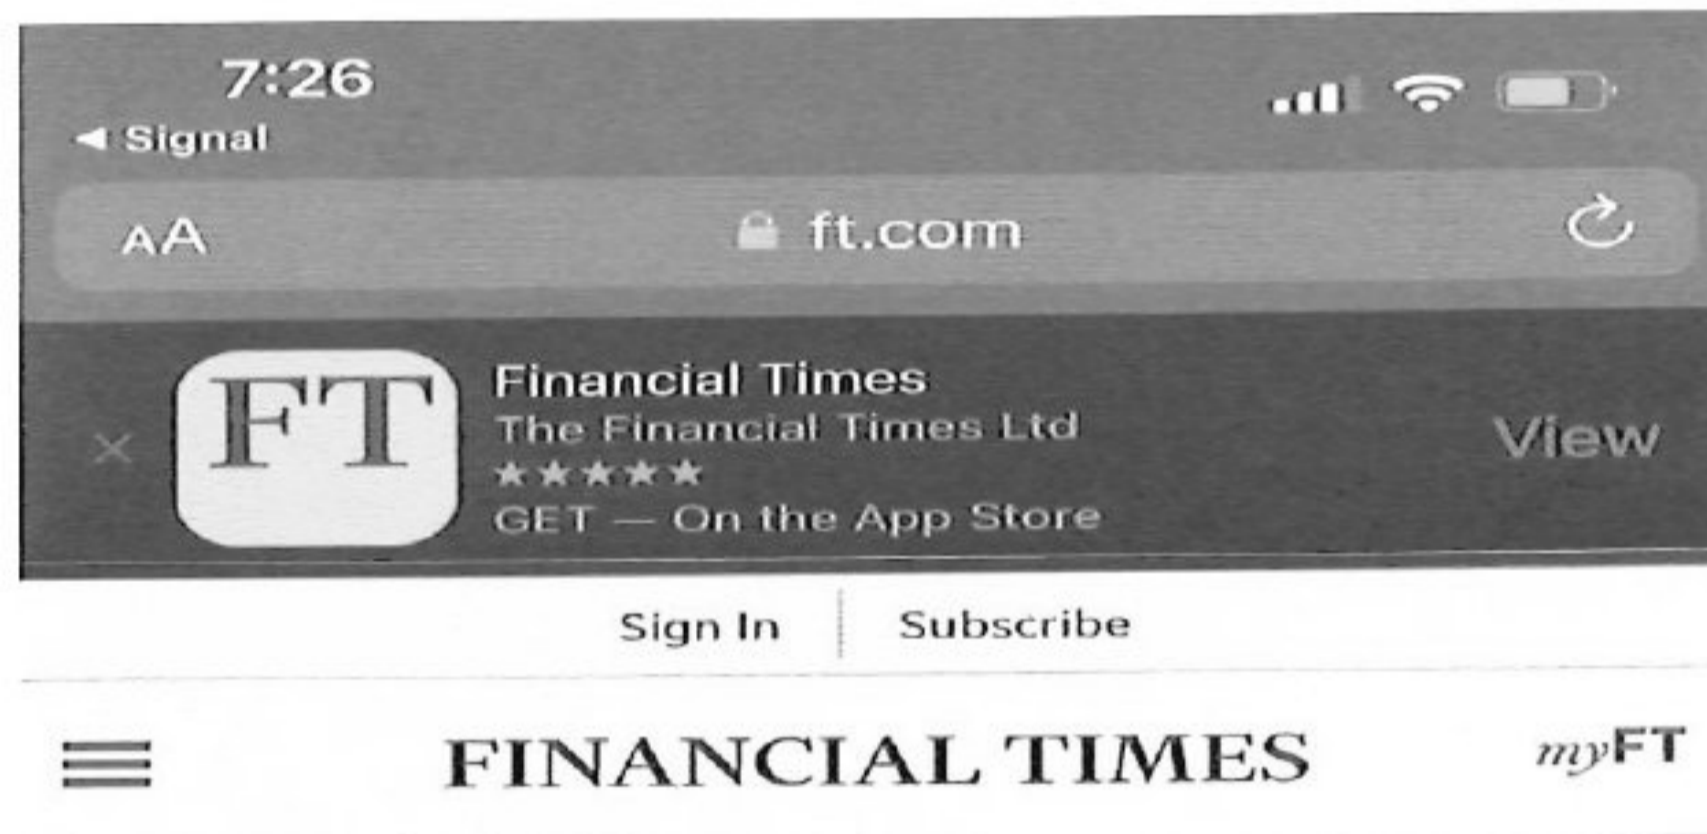 7:26
Signal
AA
ft.com
FT
Financial Times
The Financial Times Ltd
★★★★★
GET — On the App Store
View
Sign In
Subscribe
FINANCIAL TIMES
myFT